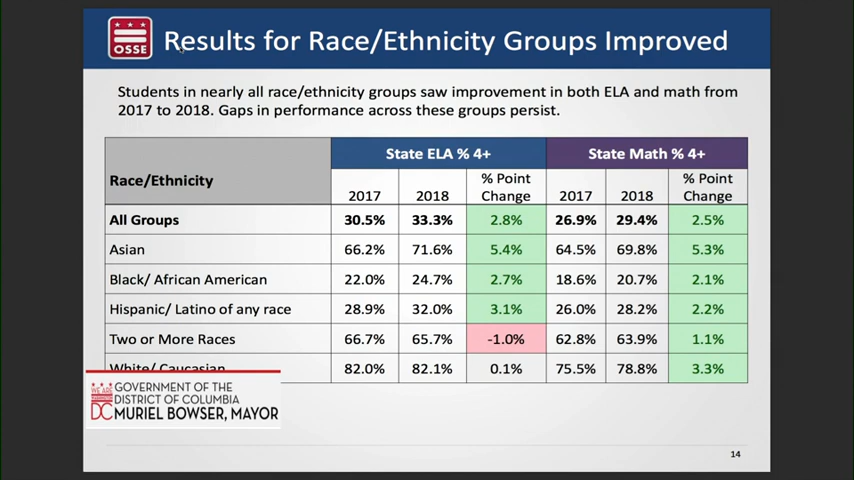 OSSE
Results for Race/Ethnicity Groups Improved
Students in nearly all race/ethnicity groups saw improvement in both ELA and math from
2017 to 2018. Gaps in performance across these groups persist.
Race/Ethnicity State ELA % 4+ State Math % 4+
2017 2018 % Point Change 2017 2018 % Point Change
All Groups 30.5% 33.3% 2.8% 26.9% 29.4% 2.5%
Asian 66.2% 71.6% 5.4% 64.5% 69.8% 5.3%
Black/ African American 22.0% 24.7% 2.7% 18.6% 20.7% 2.1%
Hispanic/ Latino of any race 28.9% 32.0% 3.1% 26.0% 28.2% 2.2%
Two or More Races 66.7% 65.7% -1.0% 62.8% 63.9% 1.1%
White/ Caucasian 82.0% 82.1% 0.1% 75.5% 78.8% 3.3%
WE ARE
WASHINGTON
DC
GOVERNMENT OF THE
DISTRICT OF COLUMBIA
MURIEL BOWSER, MAYOR
14